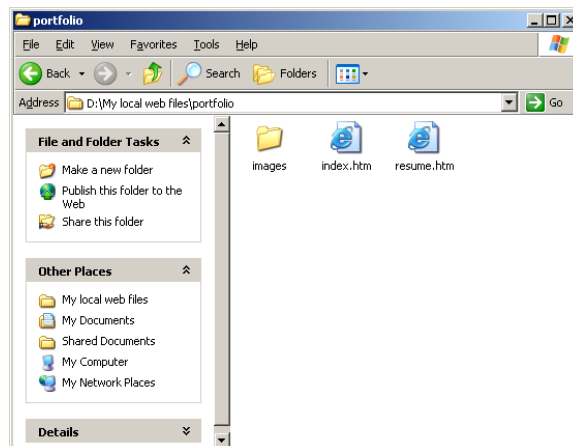 portfolio
File Edit View Favorites Tools Help
Back Search Folders
Address D:\My local web files\portfolio Go
File and Folder Tasks
Make a new folder
Publish this folder to the
Web
Share this folder
Other Places
My local web files
My Documents
Shared Documents
My Computer
My Network Places
Details
images index.htm resume.htm